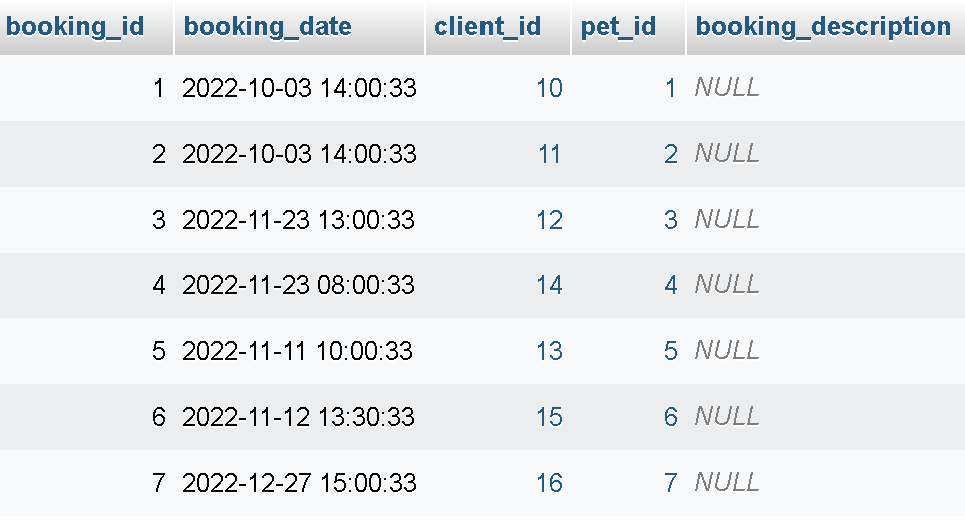 booking_id booking_date client_id pet_id booking_description
1 2022-10-03 14:00:33 10 1 NULL
2 2022-10-03 14:00:33 11 2 NULL
3 2022-11-23 13:00:33 12 3 NULL
4 2022-11-23 08:00:33 14 4 NULL
5 2022-11-11 10:00:33 13 5 NULL
6 2022-11-12 13:30:33 15 6 NULL
7 2022-12-27 15:00:33 16 7 NULL